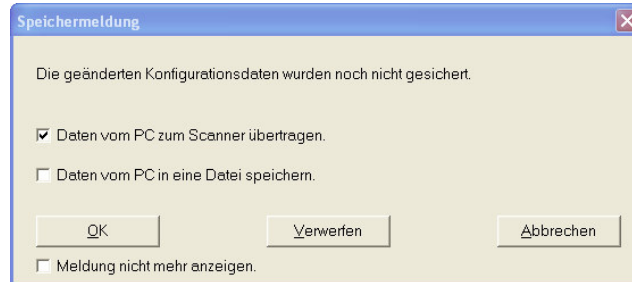 Speichermeldung
Die geänderten Konfigurationsdaten wurden noch nicht gesichert.
Daten vom PC zum Scanner übertragen.
Daten vom PC in eine Datei speichern.
OK Verwerfen Abbrechen
Meldung nicht mehr anzeigen.